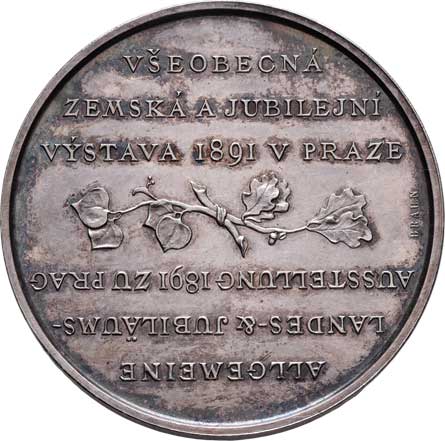 VŠEOBECNÁ
ZEMSKÁ A JUBILEJNÍ
VÝSTAVA 1891 V PRAZE
ALLGEMEINE
LANDES-&-JUBILÄUMS-
AUSSTELLUNG 1891 ZU PRAG